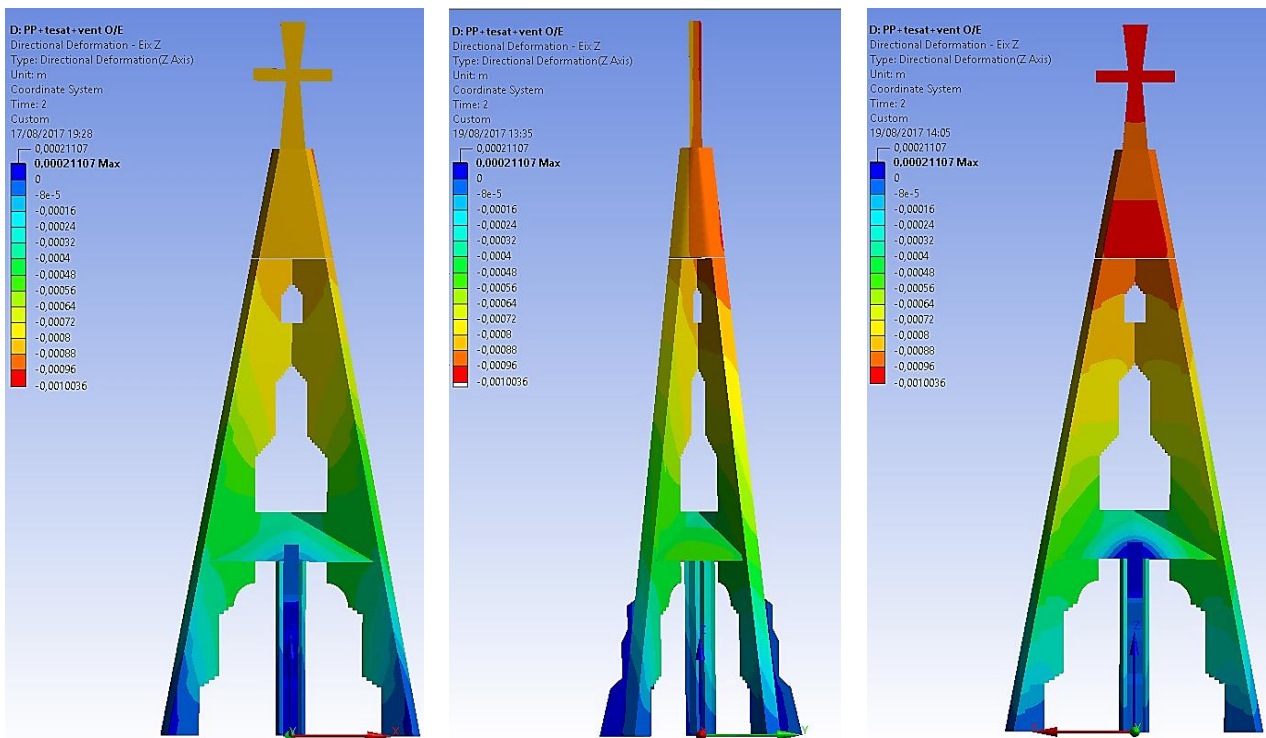 D: PP+tesat+vent O/E
Directional Deformation - Eix Z
Type: Directional Deformation(Z Axis)
Unit: m
Coordinate System
Time: 2
Custom
17/08/2017 19:28
0,00021107
0,00021107 Max
0
-8e-5
-0,00016
-0,00024
-0,00032
-0,0004
-0,00048
-0,00056
-0,00064
-0,00072
-0,0008
-0,00088
-0,00096
-0,0010036
Y
X
D: PP+tesat+vent O/E
Directional Deformation - Eix Z
Type: Directional Deformation(Z Axis)
Unit: m
Coordinate System
Time: 2
Custom
19/08/2017 13:35
0,00021107
0,00021107 Max
0
-8e-5
-0,00016
-0,00024
-0,00032
-0,0004
-0,00048
-0,00056
-0,00064
-0,00072
-0,0008
-0,00088
-0,00096
-0,0010036
Z
Y
D: PP+tesat+vent O/E
Directional Deformation - Eix Z
Type: Directional Deformation(Z Axis)
Unit: m
Coordinate System
Time: 2
Custom
19/08/2017 14:05
0,00021107
0,00021107 Max
0
-8e-5
-0,00016
-0,00024
-0,00032
-0,0004
-0,00048
-0,00056
-0,00064
-0,00072
-0,0008
-0,00088
-0,00096
-0,0010036
Z
X
Y